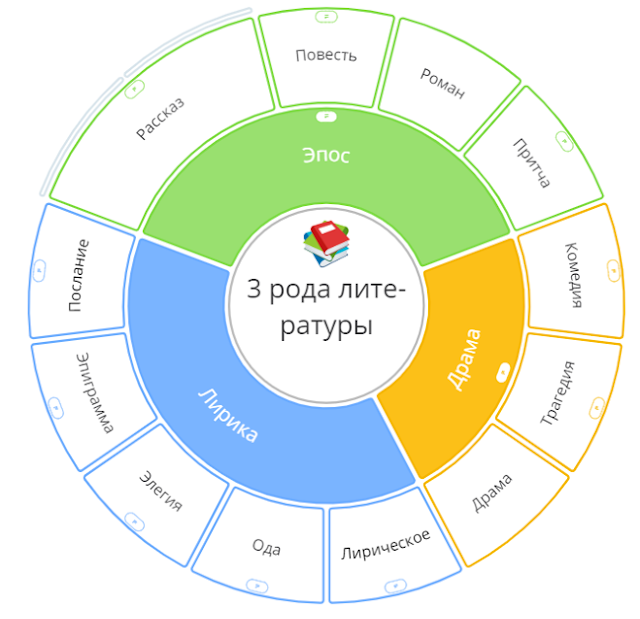 3 рода лите-
ратуры
Эпос
Рассказ
Повесть
Роман
Притча
Драма
Комедия
Трагедия
Драма
Лирика
Послание
Эпиграмма
Элегия
Ода
Лирическое